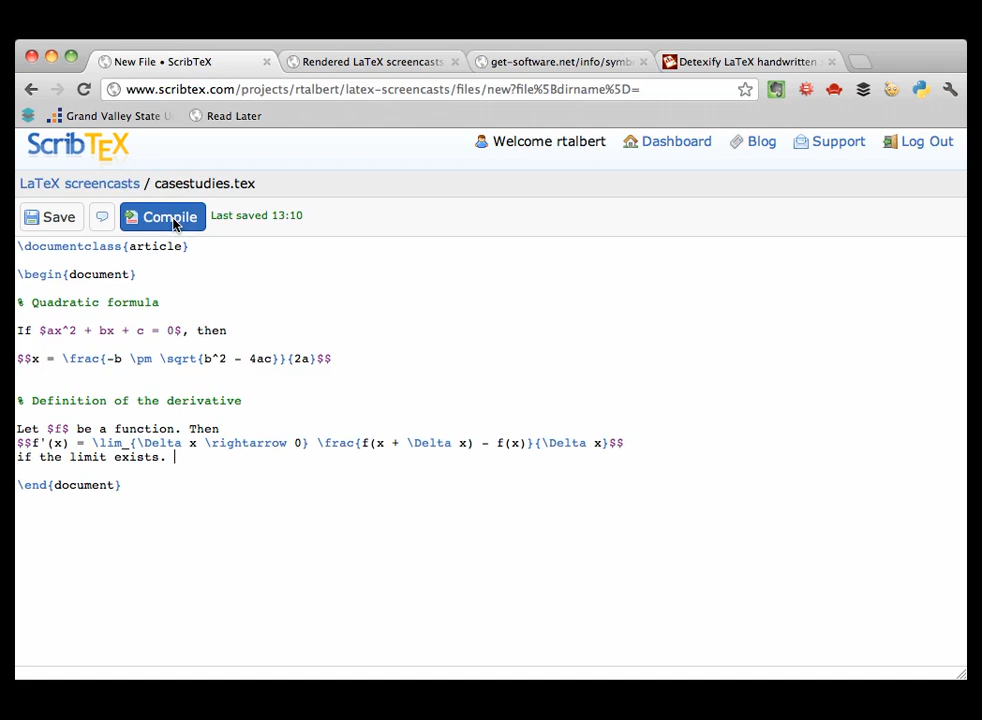 New File • ScribTeX
Rendered LaTeX screencasts
get-software.net/info/symb
Detexify LaTeX handwritten
www.scribtex.com/projects/rtalbert/latex-screencasts/files/new?file%5Bdirname%5D=
Grand Valley State U
Read Later
ScribTEX
Welcome rtalbert
Dashboard
Blog
Support
Log Out
LaTeX screencasts / casestudies.tex
Save
Compile
Last saved 13:10
\documentclass{article}
\begin{document}
% Quadratic formula
If $ax^2 + bx + c = 0$, then
$$x = \frac{-b \pm \sqrt{b^2 - 4ac}}{2a}$$
% Definition of the derivative
Let $f$ be a function. Then
$$f'(x) = \lim_{\Delta x \rightarrow 0} \frac{f(x + \Delta x) - f(x)}{\Delta x}$$
if the limit exists.
\end{document}